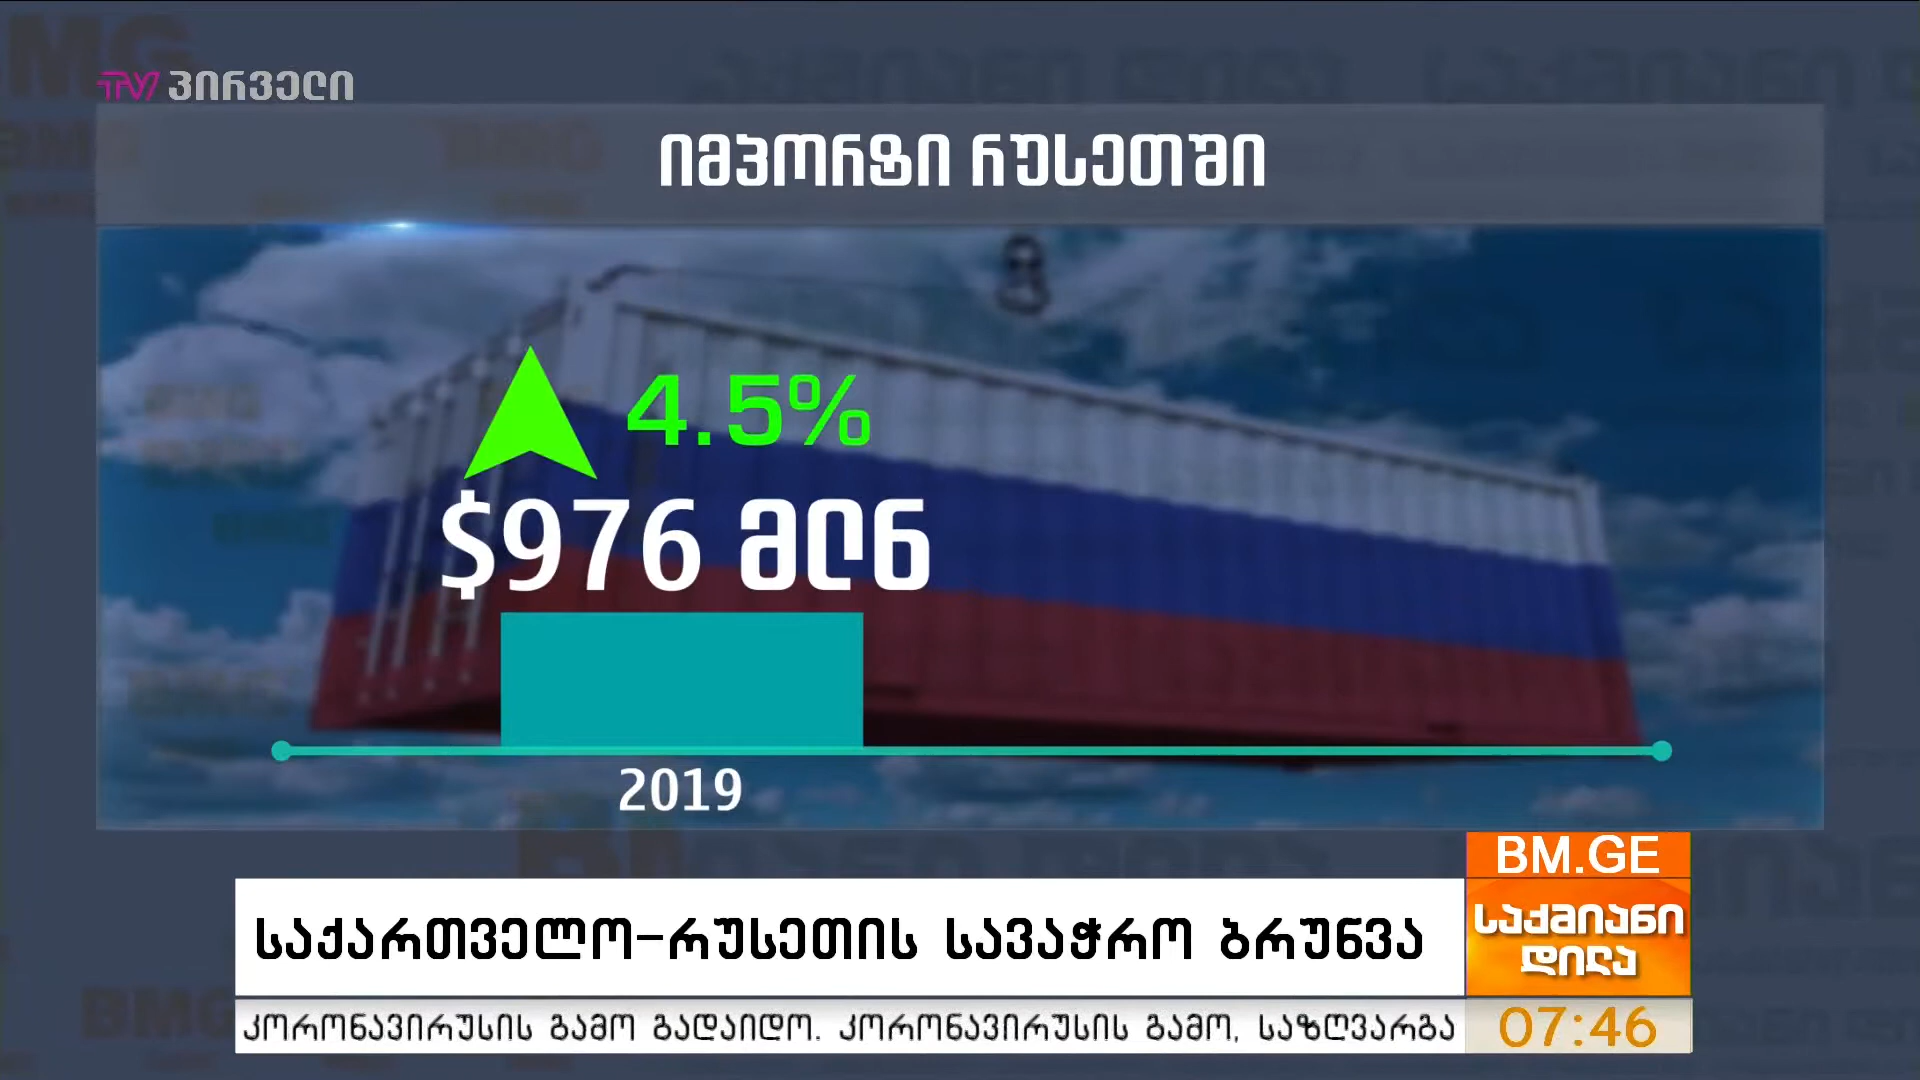 TV პირველი
იმპორტი რუსეთში
4.5%
$976 მლნ
2019
BM.GE
საქართველო-რუსეთის სავაჭრო ბრუნვა
საქმიანი
დილა
კორონავირუსის გამო გადაიდო. კორონავირუსის გამო, საზღვარგა
07:46